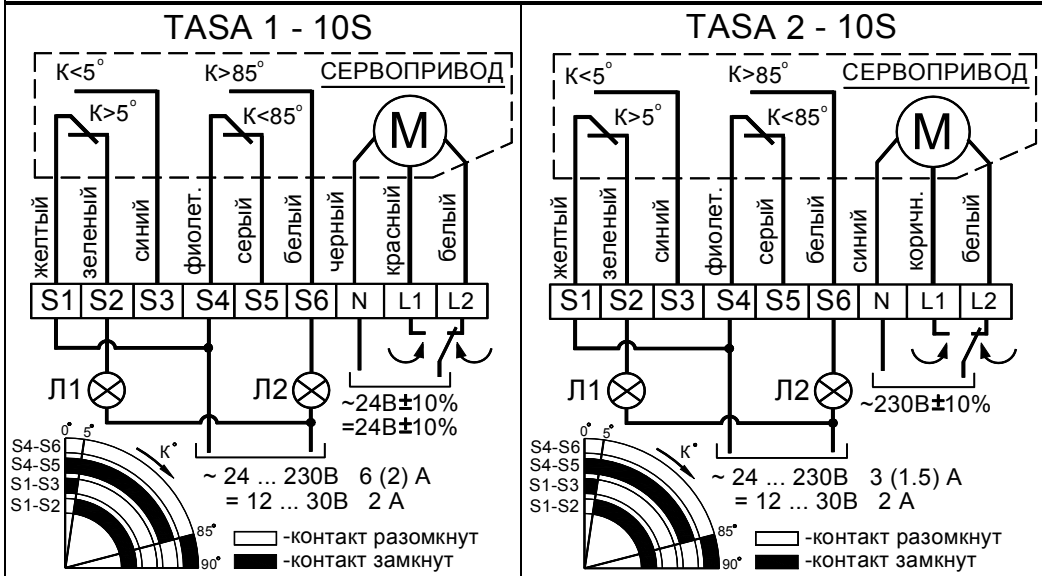 TASA 1 - 10S
K<5°
K>85°
СЕРВОПРИВОД
K>5°
K<85°
M
желтый
зеленый
синий
фиолет.
серый
белый
черный
красный
белый
S1 S2 S3 S4 S5 S6 N L1 L2
Л1
Л2
~24В±10%
=24В±10%
0° 5°
K°
S4-S6
S4-S5
S1-S3
S1-S2
85°
90°
~ 24 ... 230В 6 (2) А
= 12 ... 30В 2 А
-контакт разомкнут
-контакт замкнут
TASA 2 - 10S
K<5°
K>85°
СЕРВОПРИВОД
K>5°
K<85°
M
желтый
зеленый
синий
фиолет.
серый
белый
синий
коричн.
белый
S1 S2 S3 S4 S5 S6 N L1 L2
Л1
Л2
~230В±10%
0° 5°
K°
S4-S6
S4-S5
S1-S3
S1-S2
85°
90°
~ 24 ... 230В 3 (1.5) А
= 12 ... 30В 2 А
-контакт разомкнут
-контакт замкнут